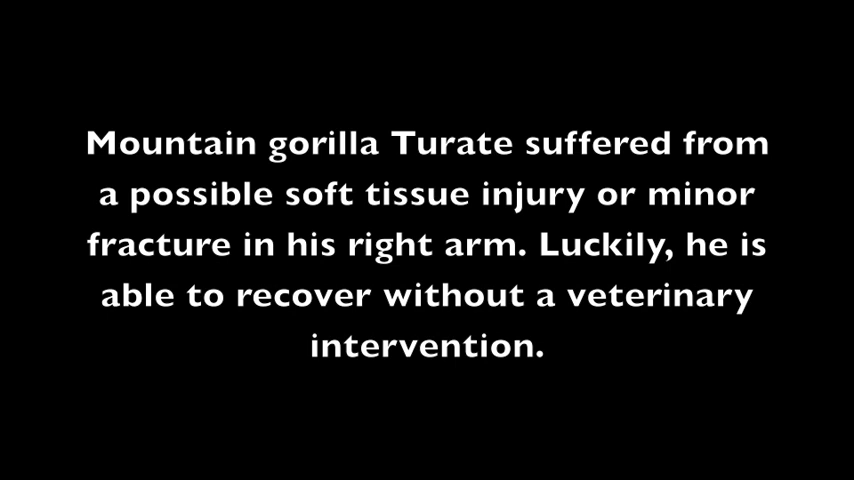 Mountain gorilla Turate suffered from
a possible soft tissue injury or minor
fracture in his right arm. Luckily, he is
able to recover without a veterinary
intervention.